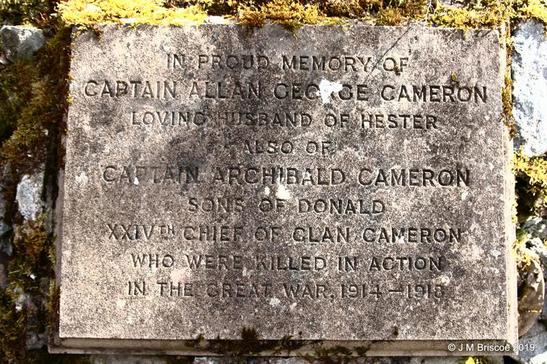 IN PROUD MEMORY OF
CAPTAIN ALLAN GEORGE CAMERON
LOVING HUSBAND OF HESTER
ALSO OF
CAPTAIN ARCHIBALD CAMERON
SONS OF DONALD
XXIVTH CHIEF OF CLAN CAMERON
WHO WERE KILLED IN ACTION
IN THE GREAT WAR, 1914–1918
© J M Briscoe 2019